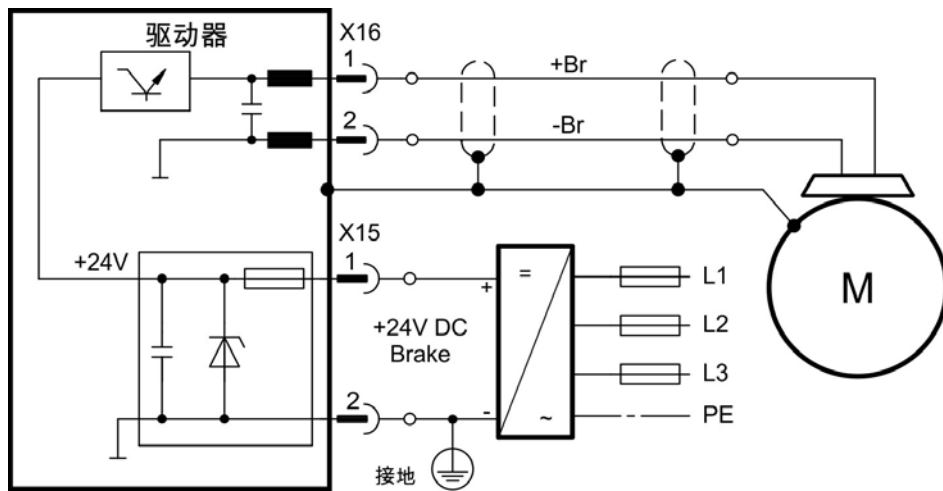 驱动器
X16
1
+Br
2
-Br
X15
+24V
1
+
=
L1
+24V DC
Brake
L2
M
L3
2
-
~
PE
接地